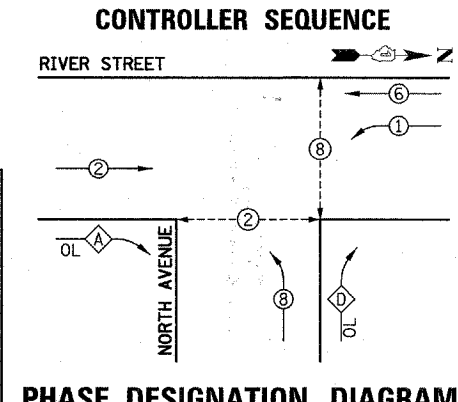 CONTROLLER SEQUENCE
RIVER STREET
N
6
1
8
2
2
OL A
NORTH AVENUE
8
D
OL
PHASE DESIGNATION DIAGRAM